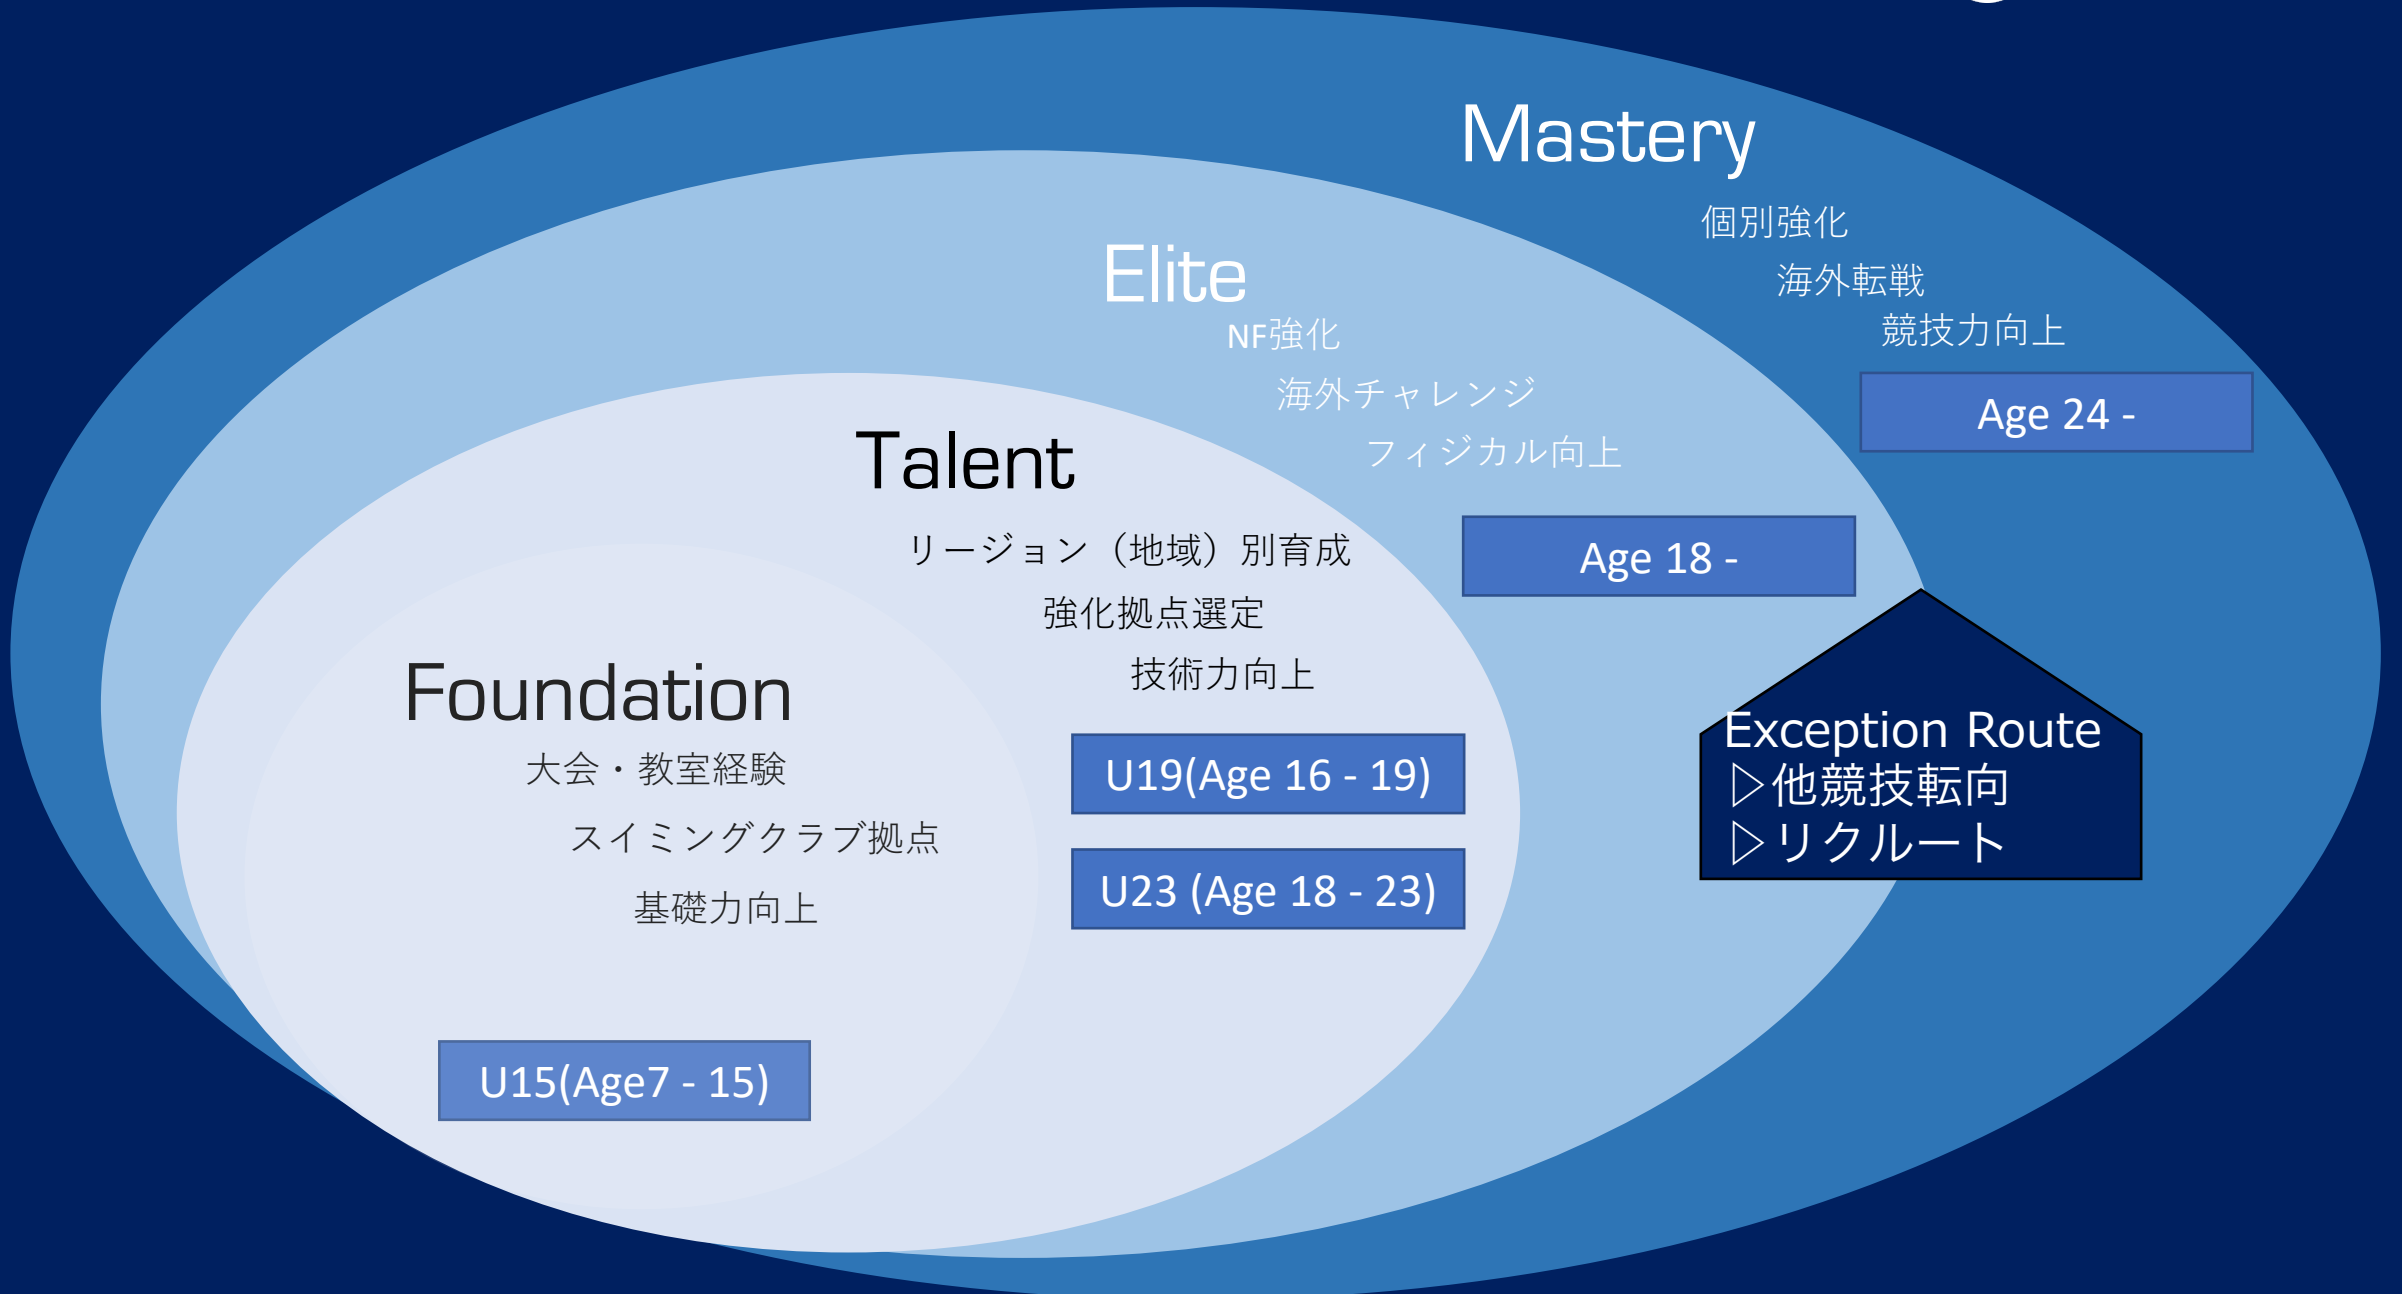 Mastery
個別強化
海外転戦
競技力向上
Age 24 -
Elite
NF強化
海外チャレンジ
フィジカル向上
Age 18 -
Talent
リージョン（地域）別育成
強化拠点選定
技術力向上
U19(Age 16 - 19)
U23 (Age 18 - 23)
Foundation
大会・教室経験
スイミングクラブ拠点
基礎力向上
U15(Age7 - 15)
Exception Route
▷他競技転向
▷リクルート